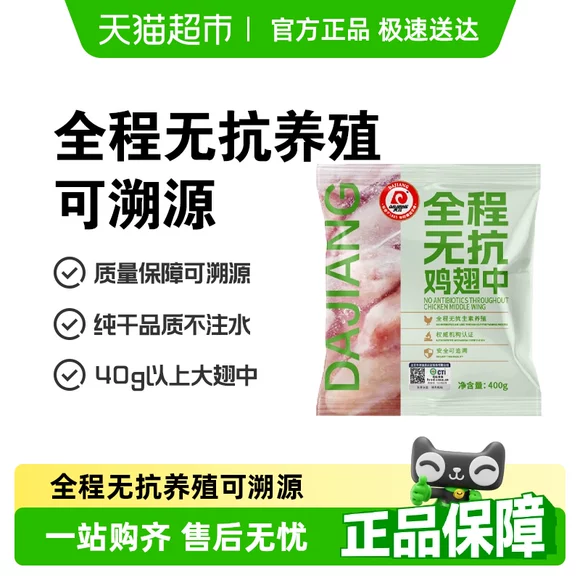 天猫超市 官方正品 极速送达
全程无抗养殖
可溯源
质量保障可溯源
纯干品质不注水
40g以上大翅中
DAJIANG
DAJIANG
全程
无抗
鸡翅中
NO ANTIBIOTICS THROUGHOUT
CHICKEN MIDDLE WING
全程无抗生素养殖
权威机构认证
安全可追溯
CTI
净含量：400g
全程无抗养殖可溯源
一站购齐 售后无忧
正品保障